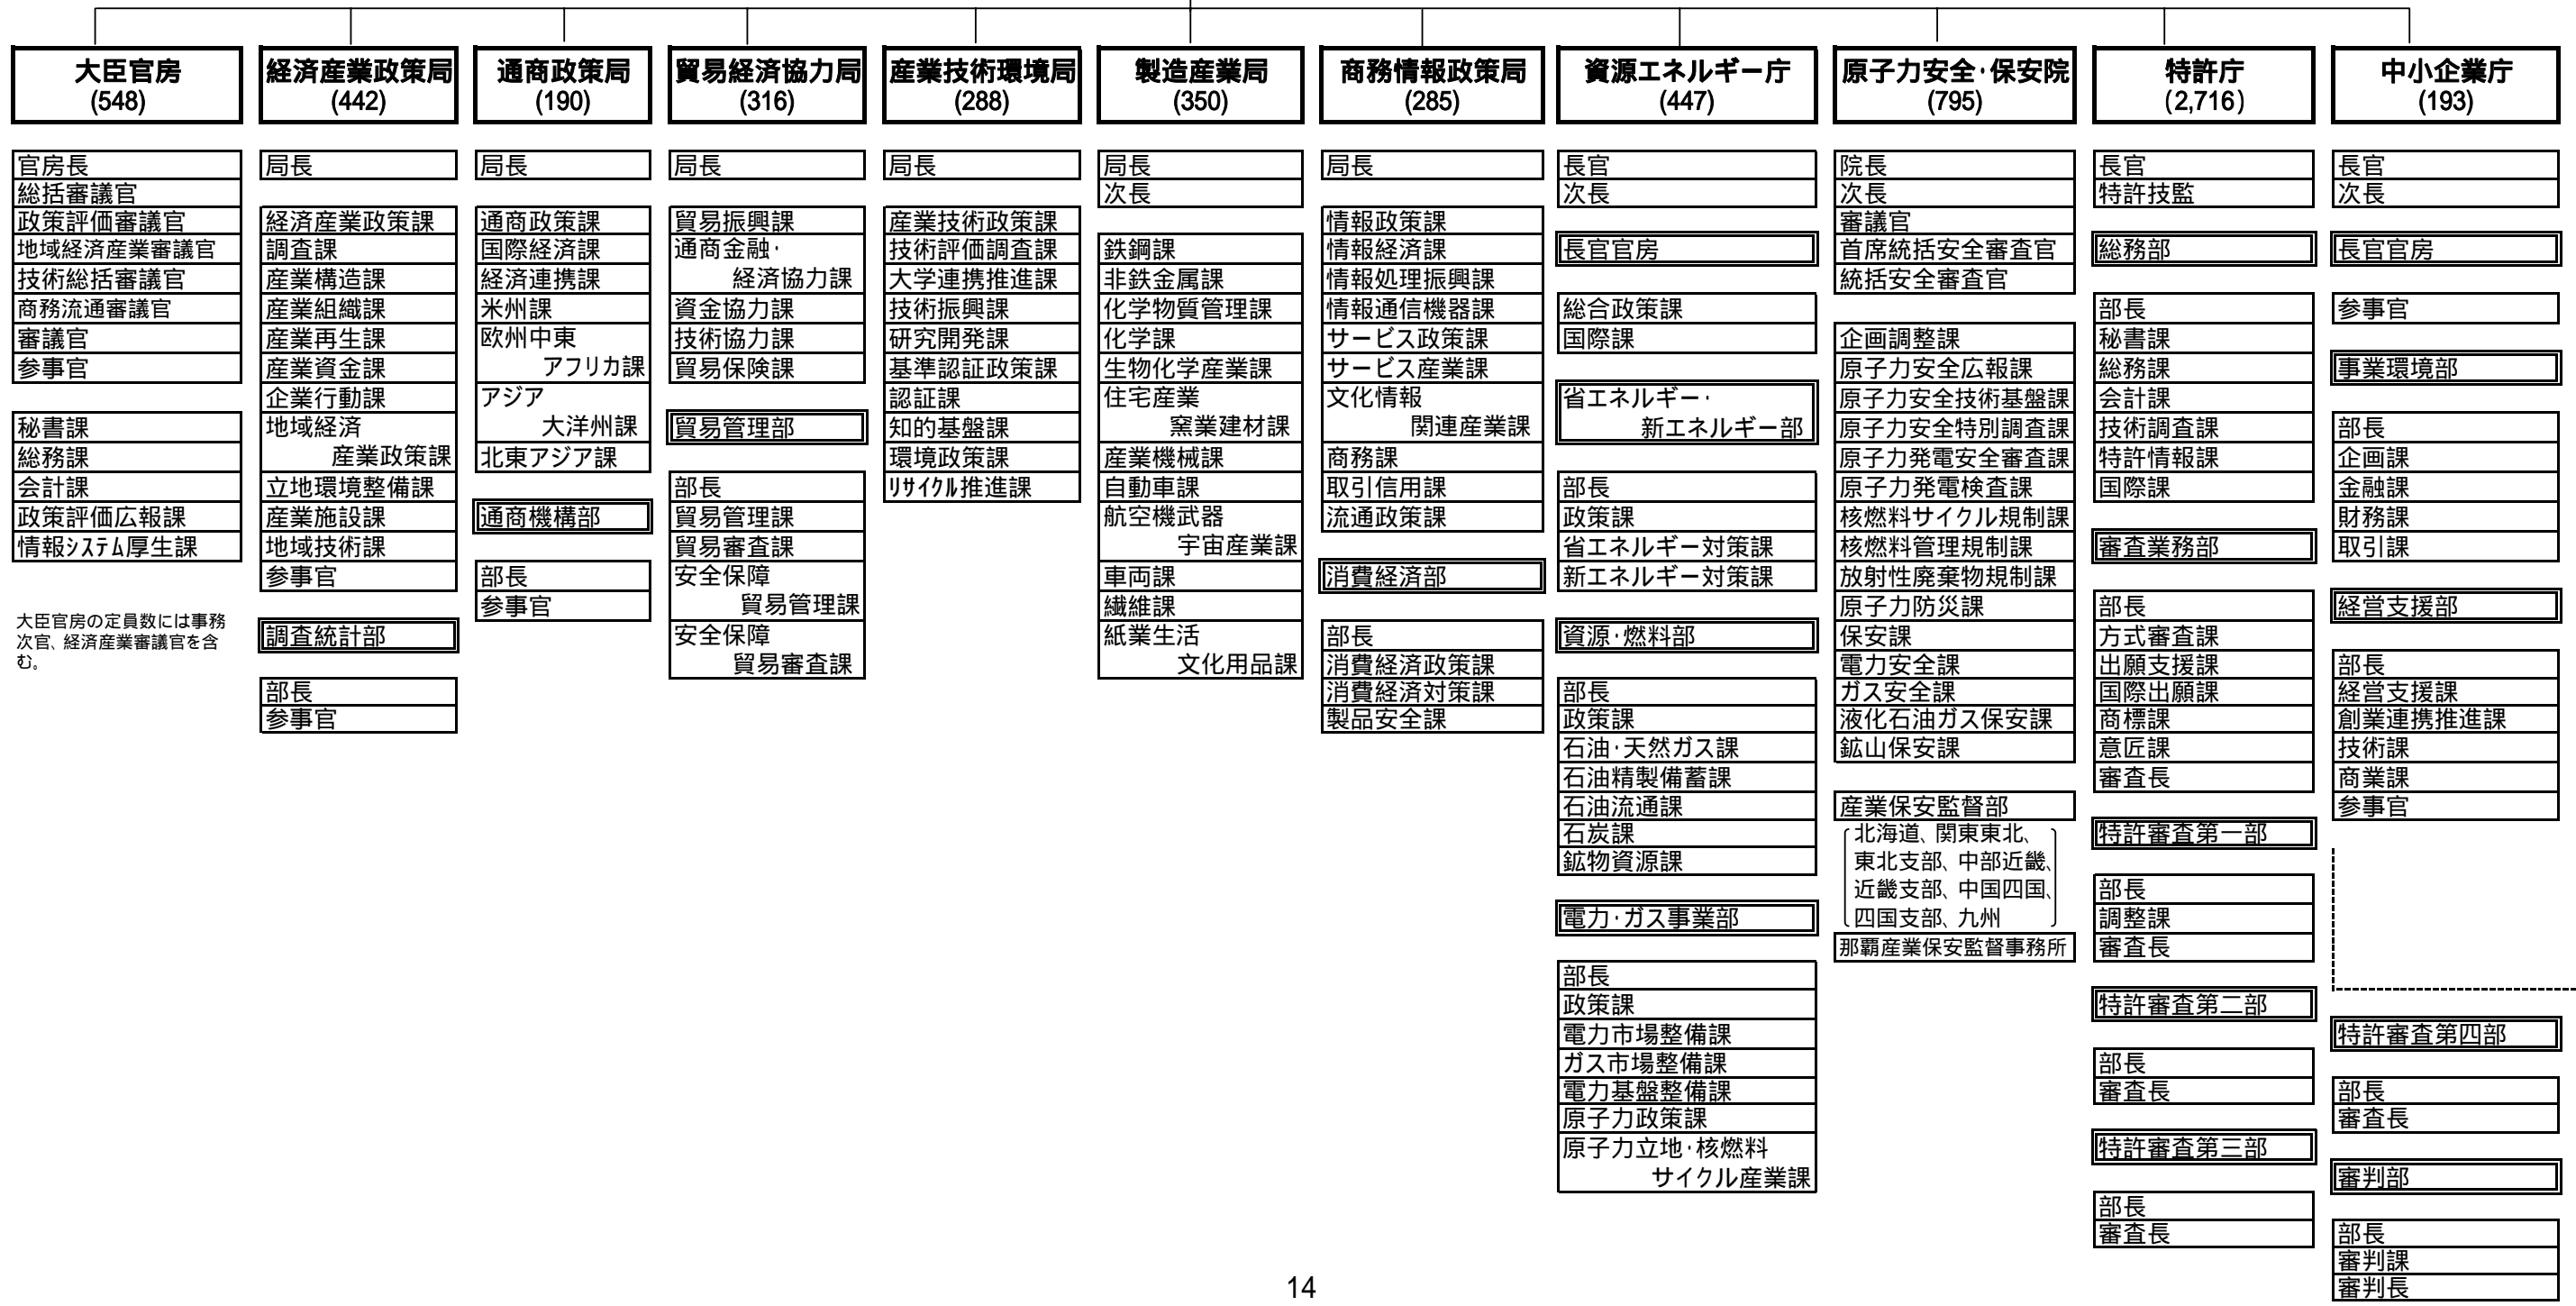 大臣官房
(548)
官房長
総括審議官
政策評価審議官
地域経済産業審議官
技術総括審議官
商務流通審議官
審議官
参事官
秘書課
総務課
会計課
政策評価広報課
情報システム厚生課
大臣官房の定員数には事務
次官、経済産業審議官を含
む。
経済産業政策局
(442)
局長
経済産業政策課
調査課
産業構造課
産業組織課
産業再生課
産業資金課
企業行動課
地域経済
産業政策課
立地環境整備課
産業施設課
地域技術課
参事官
調査統計部
部長
参事官
通商政策局
(190)
局長
通商政策課
国際経済課
経済連携課
米州課
欧州中東
アフリカ課
アジア
大洋州課
北東アジア課
通商機構部
部長
参事官
貿易経済協力局
(316)
局長
貿易振興課
通商金融・
経済協力課
資金協力課
技術協力課
貿易保険課
貿易管理部
部長
貿易管理課
貿易審査課
安全保障
貿易管理課
安全保障
貿易審査課
産業技術環境局
(288)
局長
産業技術政策課
技術評価調査課
大学連携推進課
技術振興課
研究開発課
基準認証政策課
認証課
知的基盤課
環境政策課
リサイクル推進課
製造産業局
(350)
局長
次長
鉄鋼課
非鉄金属課
化学物質管理課
化学課
生物化学産業課
住宅産業
窯業建材課
産業機械課
自動車課
航空機武器
宇宙産業課
車両課
繊維課
紙業生活
文化用品課
商務情報政策局
(285)
局長
情報政策課
情報経済課
情報処理振興課
情報通信機器課
サービス政策課
サービス産業課
文化情報
関連産業課
商務課
取引信用課
流通政策課
消費経済部
部長
消費経済政策課
消費経済対策課
製品安全課
資源エネルギー庁
(447)
長官
次長
長官官房
総合政策課
国際課
省エネルギー・
新エネルギー部
部長
政策課
省エネルギー対策課
新エネルギー対策課
資源・燃料部
部長
政策課
石油・天然ガス課
石油精製備蓄課
石油流通課
石炭課
鉱物資源課
電力・ガス事業部
部長
政策課
電力市場整備課
ガス市場整備課
電力基盤整備課
原子力政策課
原子力立地・核燃料
サイクル産業課
原子力安全・保安院
(795)
院長
次長
審議官
首席統括安全審査官
統括安全審査官
企画調整課
原子力安全広報課
原子力安全技術基盤課
原子力安全特別調査課
原子力発電安全審査課
原子力発電検査課
核燃料サイクル規制課
核燃料管理規制課
放射性廃棄物規制課
原子力防災課
保安課
電力安全課
ガス安全課
液化石油ガス保安課
鉱山保安課
産業保安監督部
北海道、関東東北、
東北支部、中部近畿、
近畿支部、中国四国、
四国支部、九州
那覇産業保安監督事務所
特許庁
(2,716)
長官
特許技監
総務部
部長
秘書課
総務課
会計課
技術調査課
特許情報課
国際課
審査業務部
部長
方式審査課
出願支援課
国際出願課
商標課
意匠課
審査長
特許審査第一部
部長
調整課
審査長
特許審査第二部
部長
審査長
特許審査第三部
部長
審査長
中小企業庁
(193)
長官
次長
長官官房
参事官
事業環境部
部長
企画課
金融課
財務課
取引課
経営支援部
部長
経営支援課
創業連携推進課
技術課
商業課
参事官
特許審査第四部
部長
審査長
審判部
部長
審判課
審判長
14